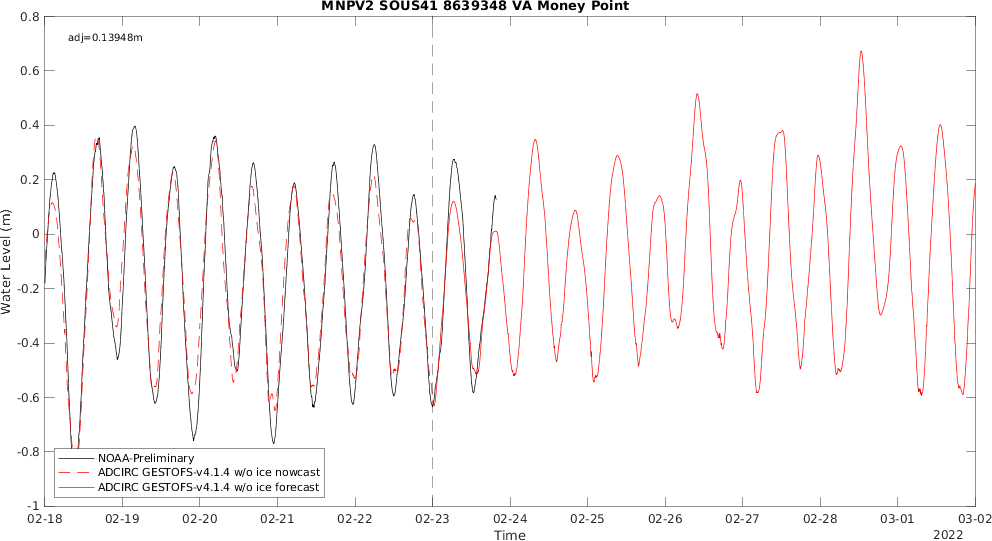 MNPV2 SOUS41 8639348 VA Money Point
adj=0.13948m
0.8
0.6
0.4
0.2
0
-0.2
-0.4
-0.6
-0.8
-1
Water Level (m)
NOAA-Preliminary
ADCIRC GESTOFS-v4.1.4 w/o ice nowcast
ADCIRC GESTOFS-v4.1.4 w/o ice forecast
02-18 02-19 02-20 02-21 02-22 02-23 02-24 02-25 02-26 02-27 02-28 03-01 03-02
Time
2022